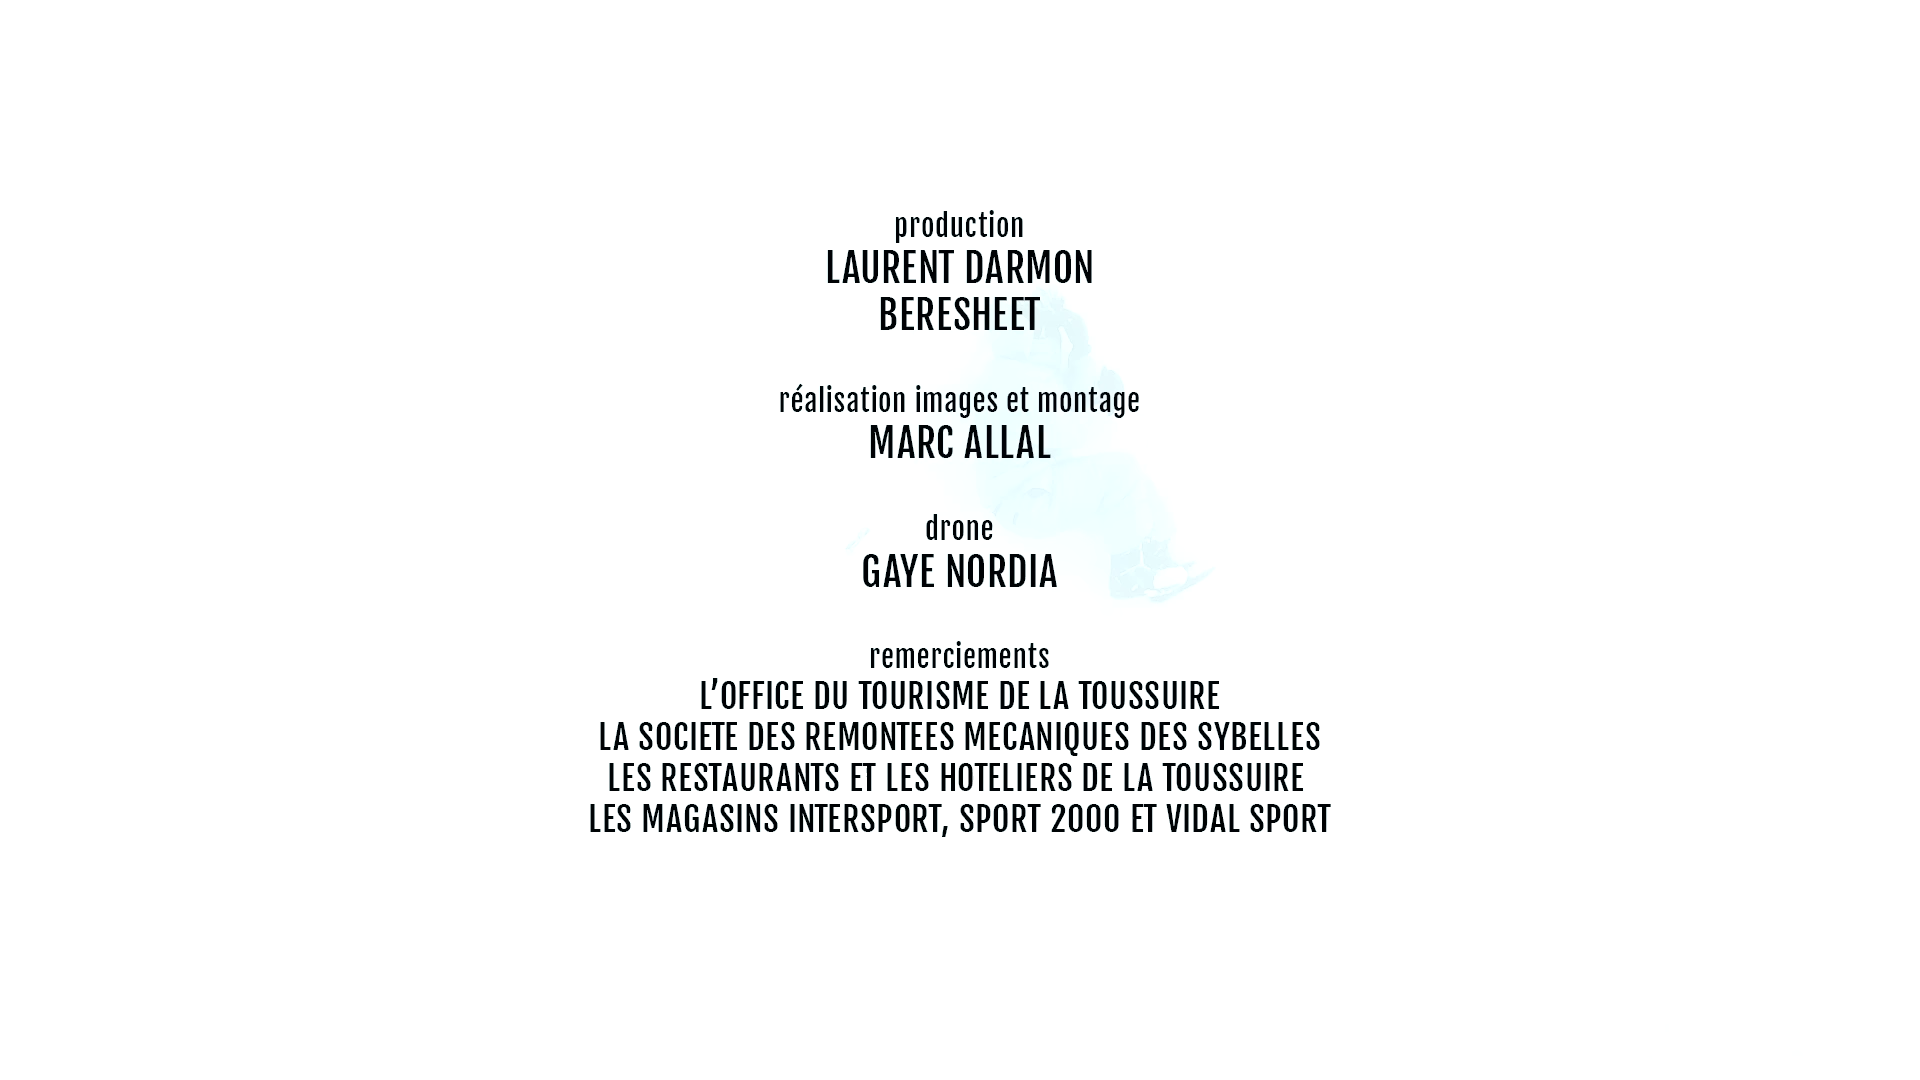 production
LAURENT DARMON
BERESHEET
réalisation images et montage
MARC ALLAL
drone
GAYE NORDIA
remerciements
L’OFFICE DU TOURISME DE LA TOUSSUIRE
LA SOCIETE DES REMONTEES MECANIQUES DES SYBELLES
LES RESTAURANTS ET LES HOTELIERS DE LA TOUSSUIRE
LES MAGASINS INTERSPORT, SPORT 2000 ET VIDAL SPORT